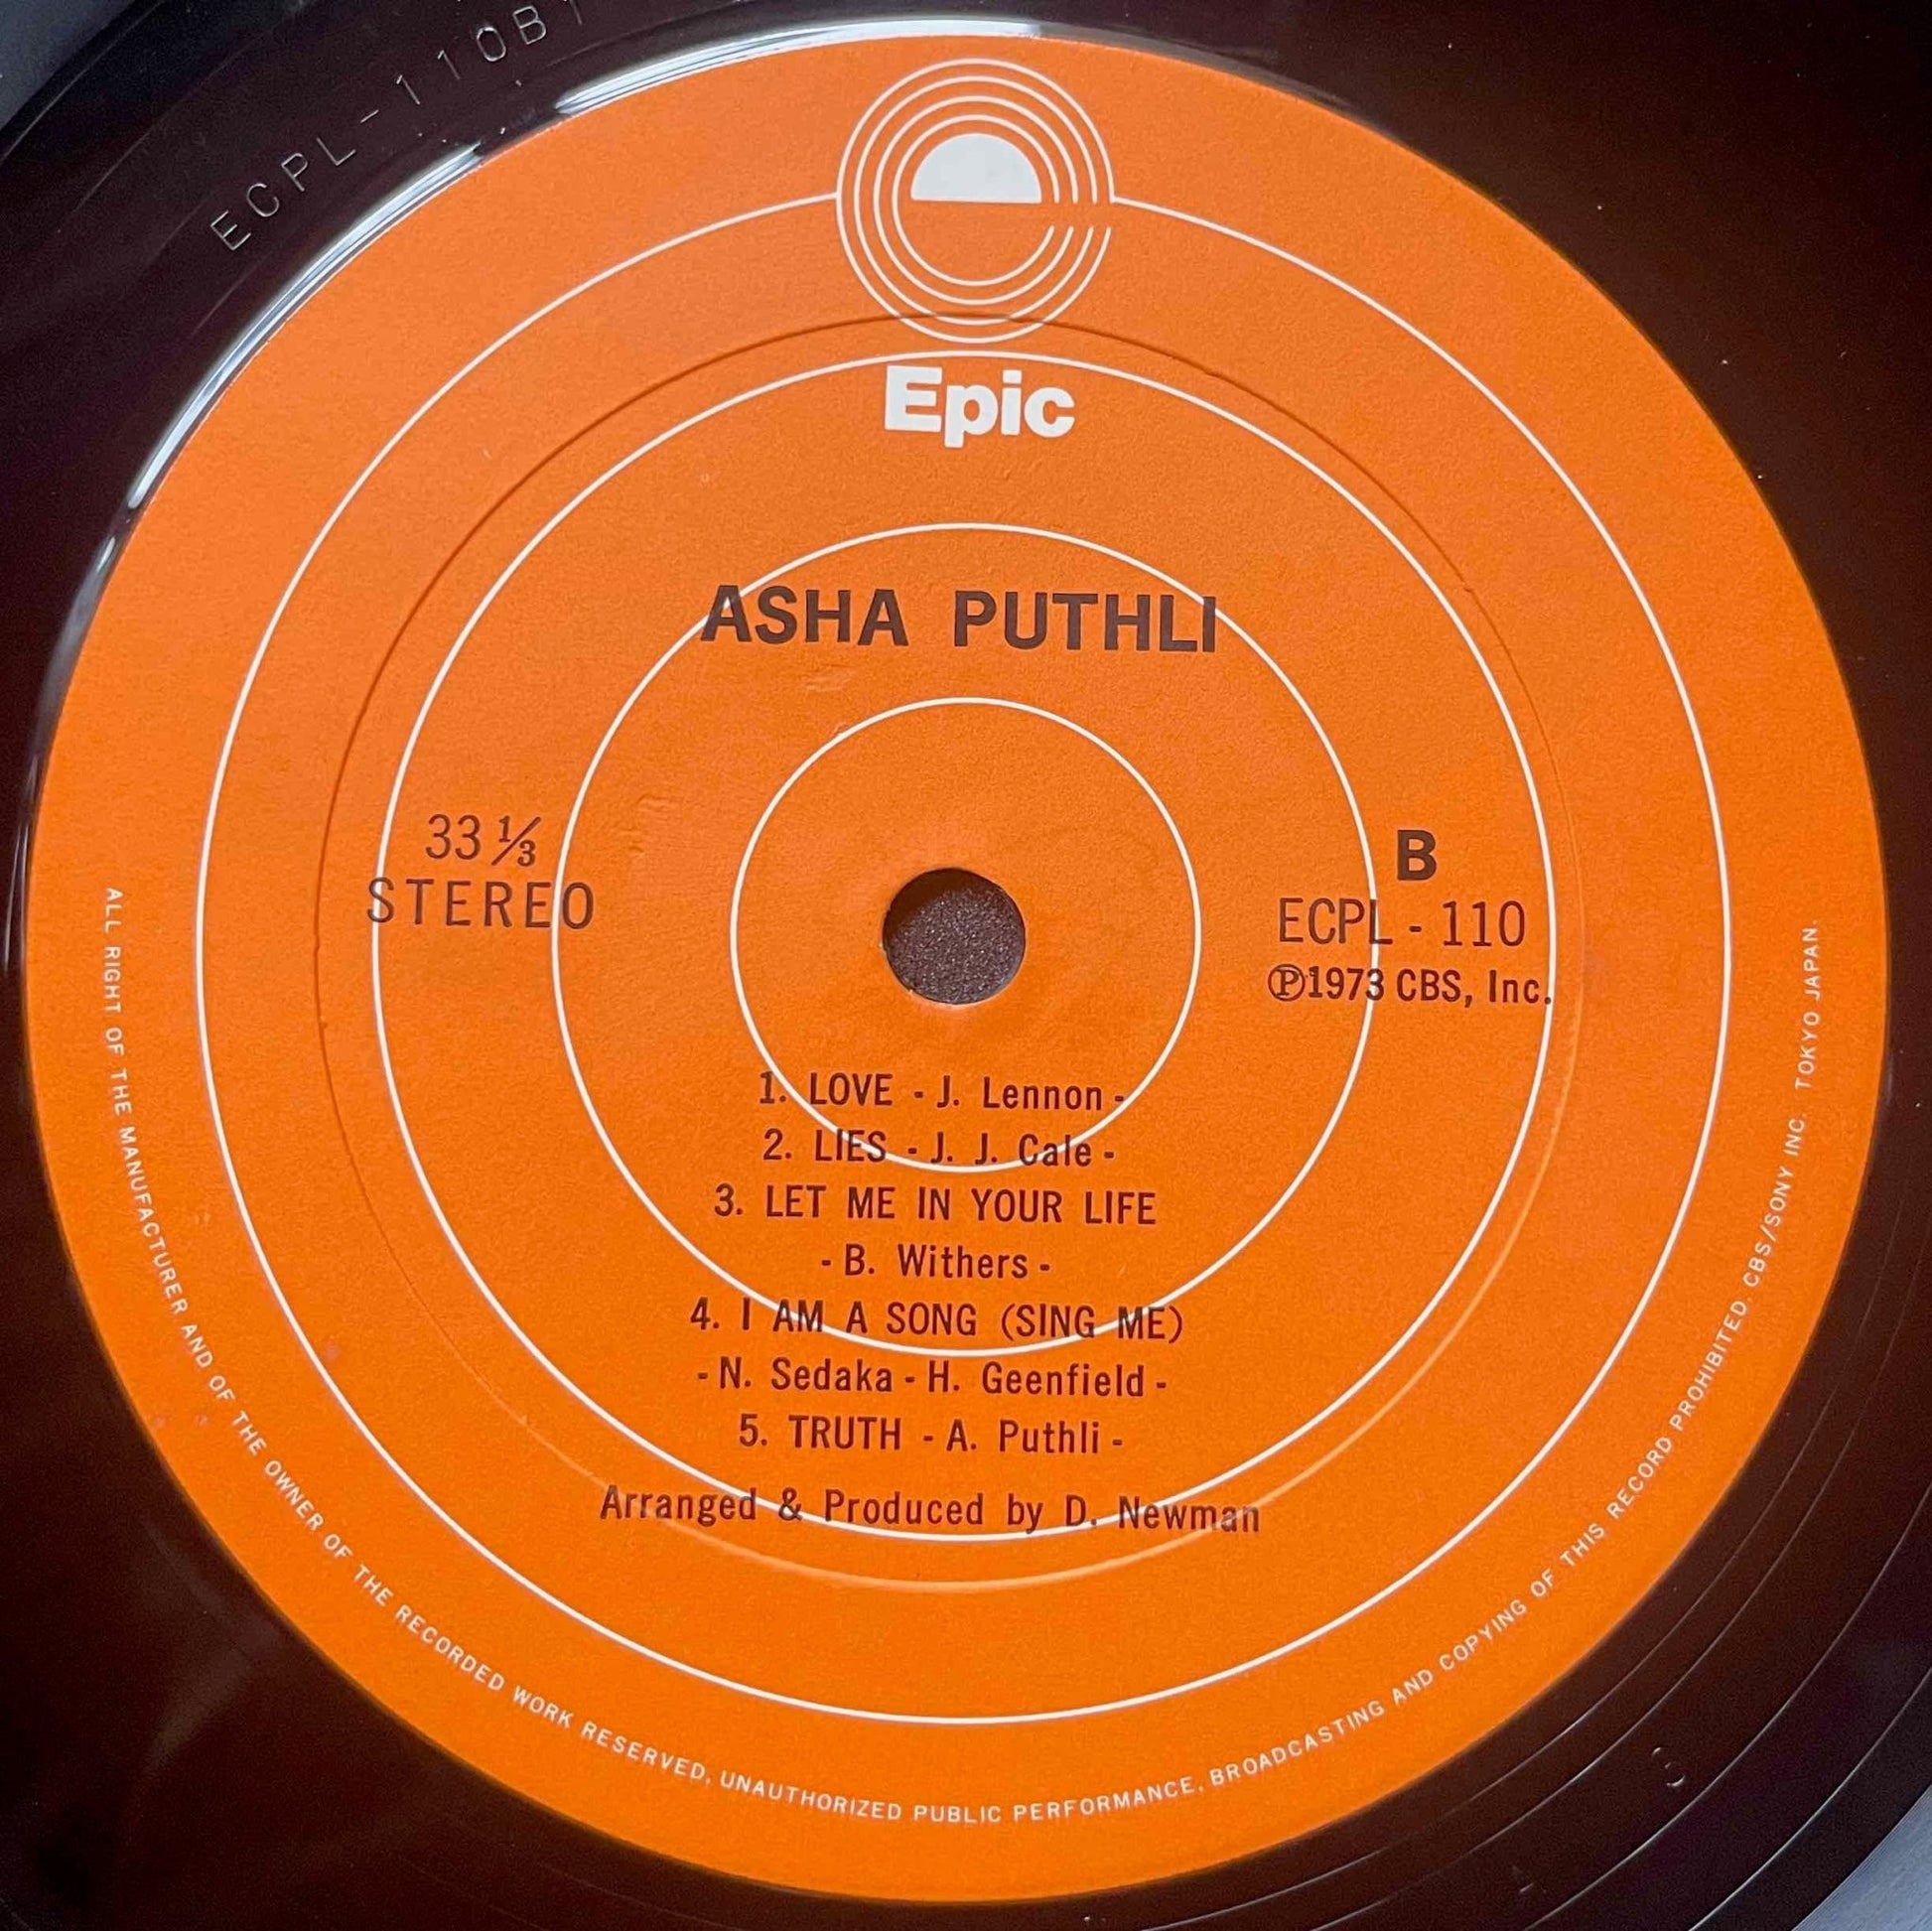 ECPL-110B1
Epic
ASHA PUTHLI
33 ⅓
STEREO
B
ECPL - 110
℗1973 CBS, Inc.
1. LOVE - J. Lennon -
2. LIES - J. J. Cale -
3. LET ME IN YOUR LIFE
- B. Withers -
4. I AM A SONG (SING ME)
- N. Sedaka - H. Geenfield -
5. TRUTH - A. Puthli -
Arranged & Produced by D. Newman
ALL RIGHT OF THE MANUFACTURER AND OF THE OWNER OF THE RECORDED WORK RESERVED, UNAUTHORIZED PUBLIC PERFORMANCE, BROADCASTING AND COPYING OF THIS RECORD PROHIBITED. CBS/SONY INC. TOKYO JAPAN.